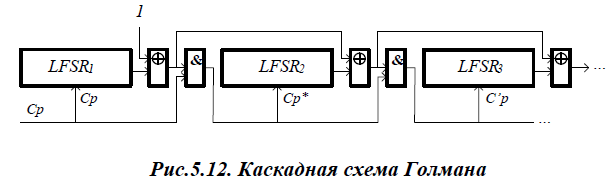 1
LFSR1 ⊕ & LFSR2 ⊕ & LFSR3 ⊕ ...
Cp Cp Cp* C'p ...
Рис.5.12. Каскадная схема Голмана